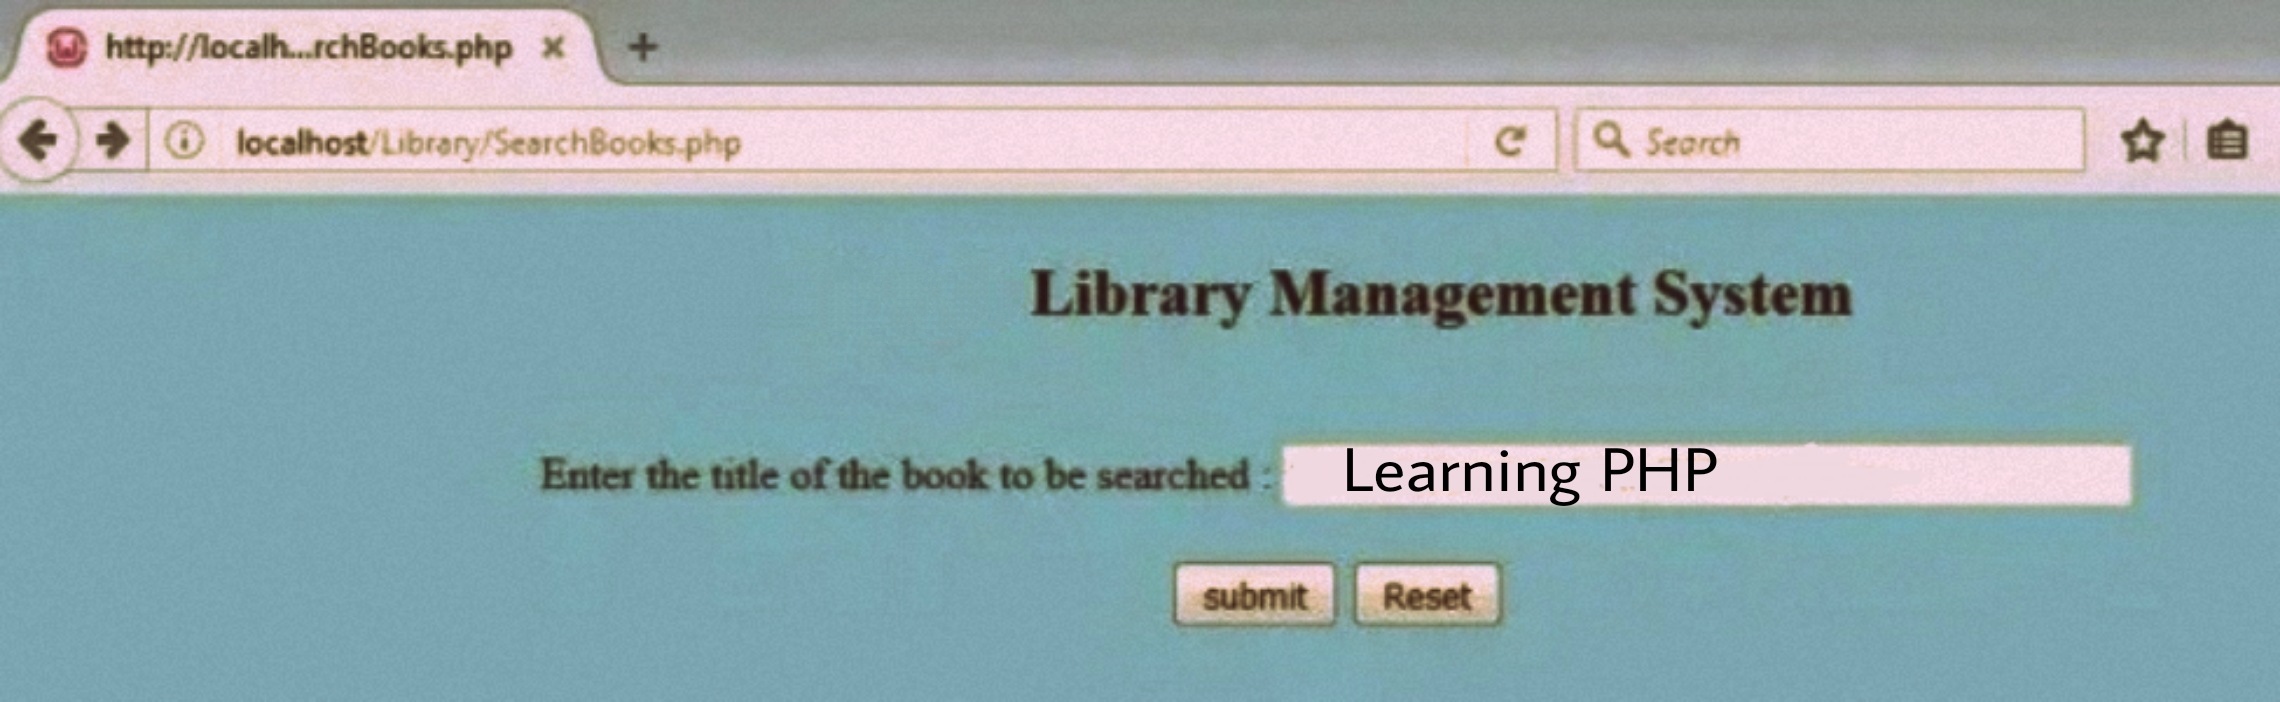 http://localh...rchBooks.php
localhost/Library/SearchBooks.php
Search
Library Management System
Enter the title of the book to be searched : Learning PHP
submit Reset